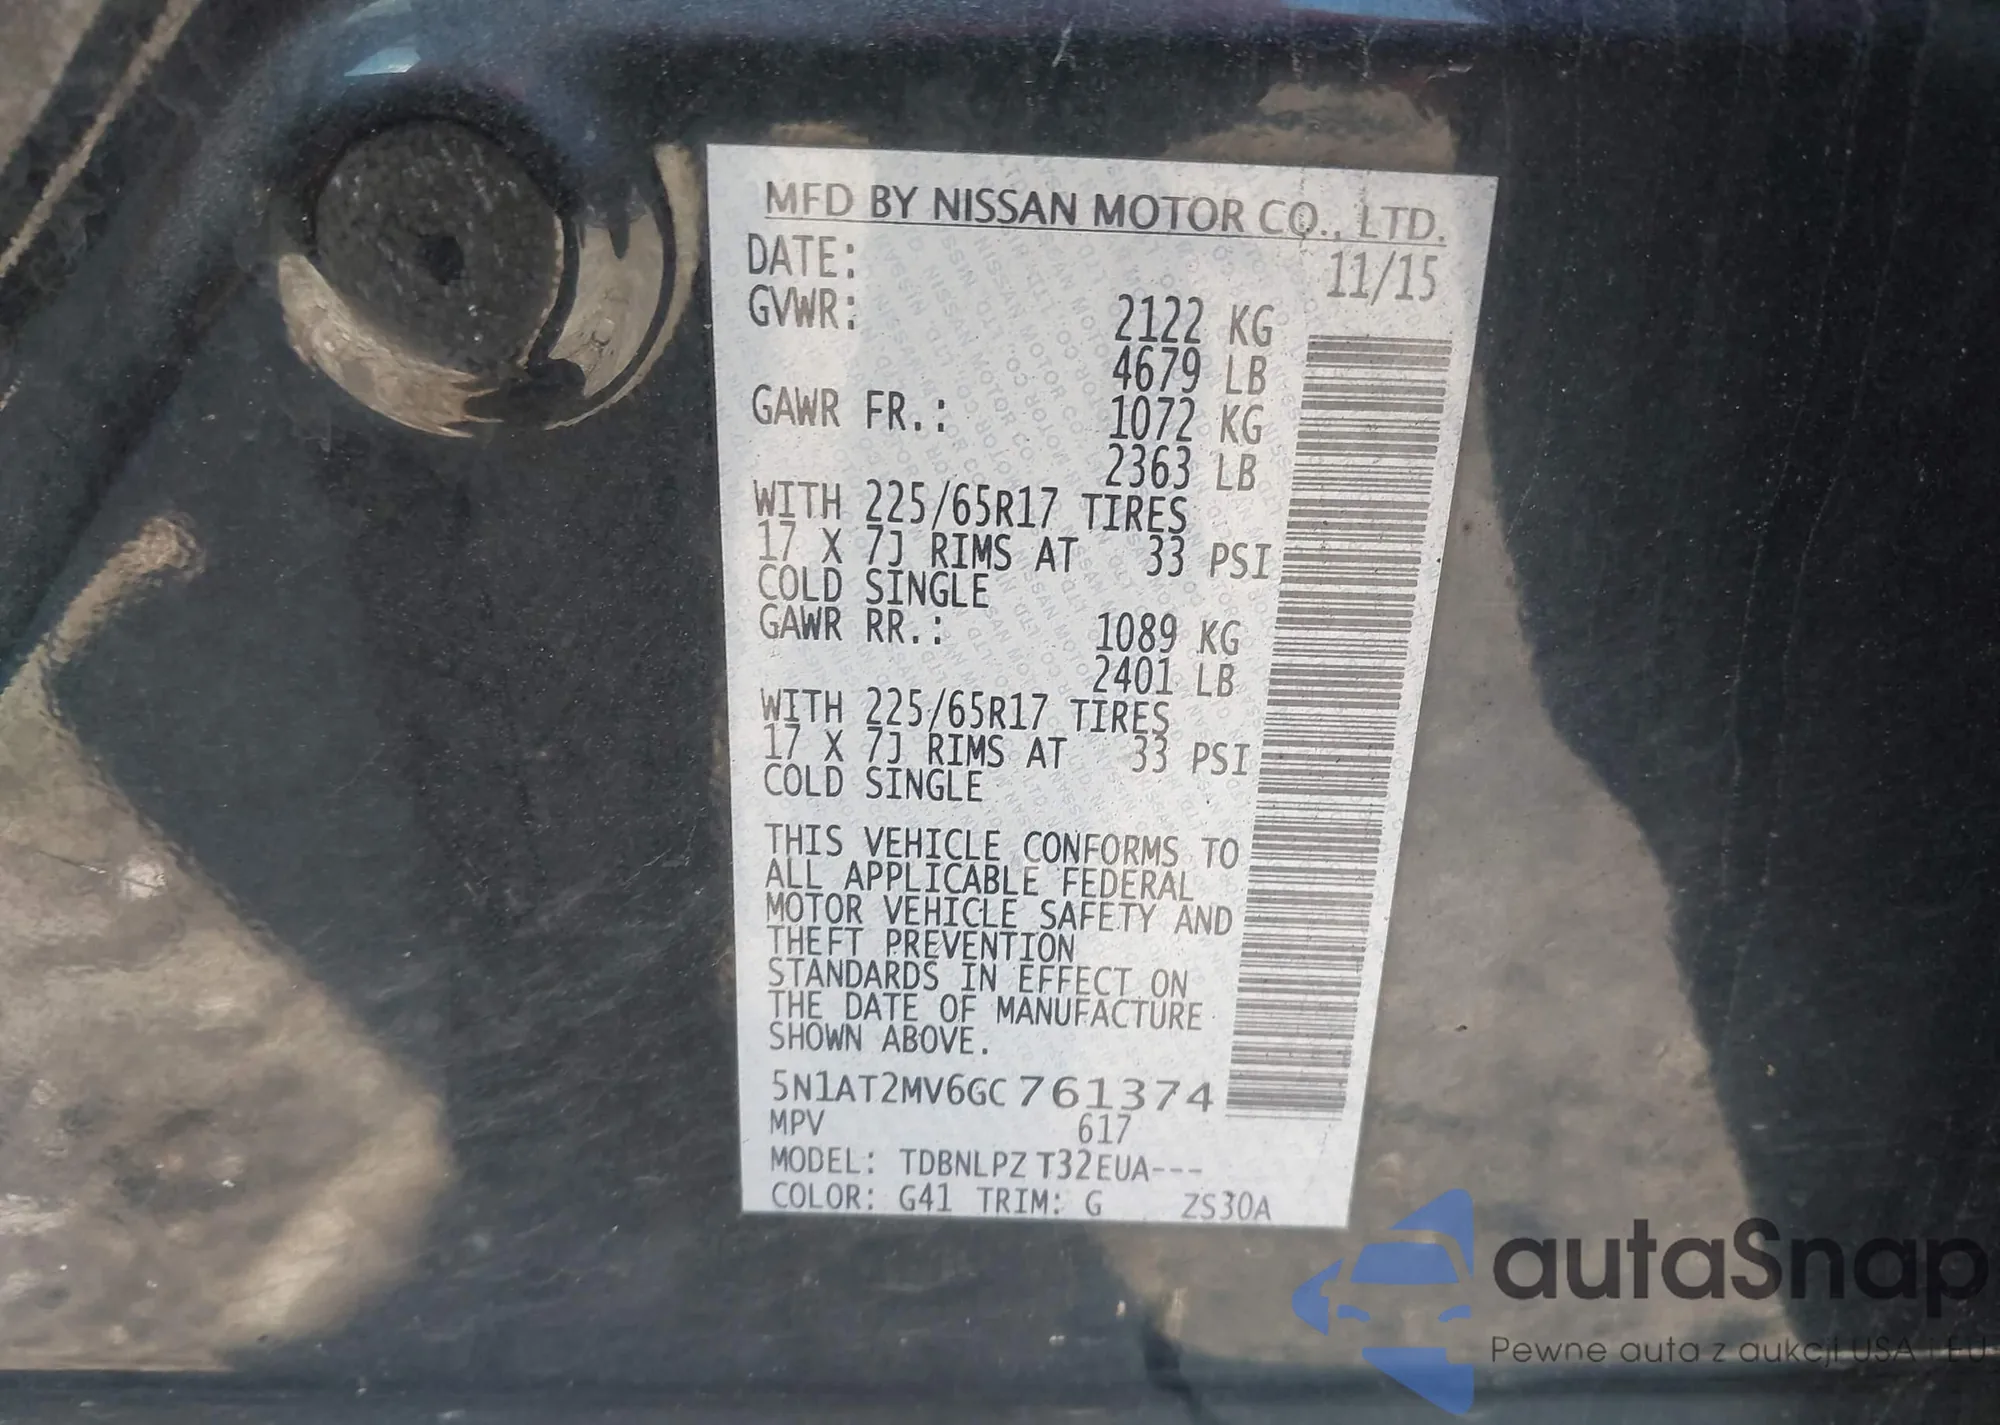 MFD BY NISSAN MOTOR CO., LTD.
DATE: 11/15
GVWR: 2122 KG
4679 LB
GAWR FR.: 1072 KG
2363 LB
WITH 225/65R17 TIRES
17 X 7J RIMS AT 33 PSI
COLD SINGLE
GAWR RR.: 1089 KG
2401 LB
WITH 225/65R17 TIRES
17 X 7J RIMS AT 33 PSI
COLD SINGLE
THIS VEHICLE CONFORMS TO
ALL APPLICABLE FEDERAL
MOTOR VEHICLE SAFETY AND
THEFT PREVENTION
STANDARDS IN EFFECT ON
THE DATE OF MANUFACTURE
SHOWN ABOVE.
5N1AT2MV6GC761374
MPV 617
MODEL: TDBNLPZ T32EUA---
COLOR: G41 TRIM: G ZS30A
autaSnap
Pewne auta z aukcji USA i EU